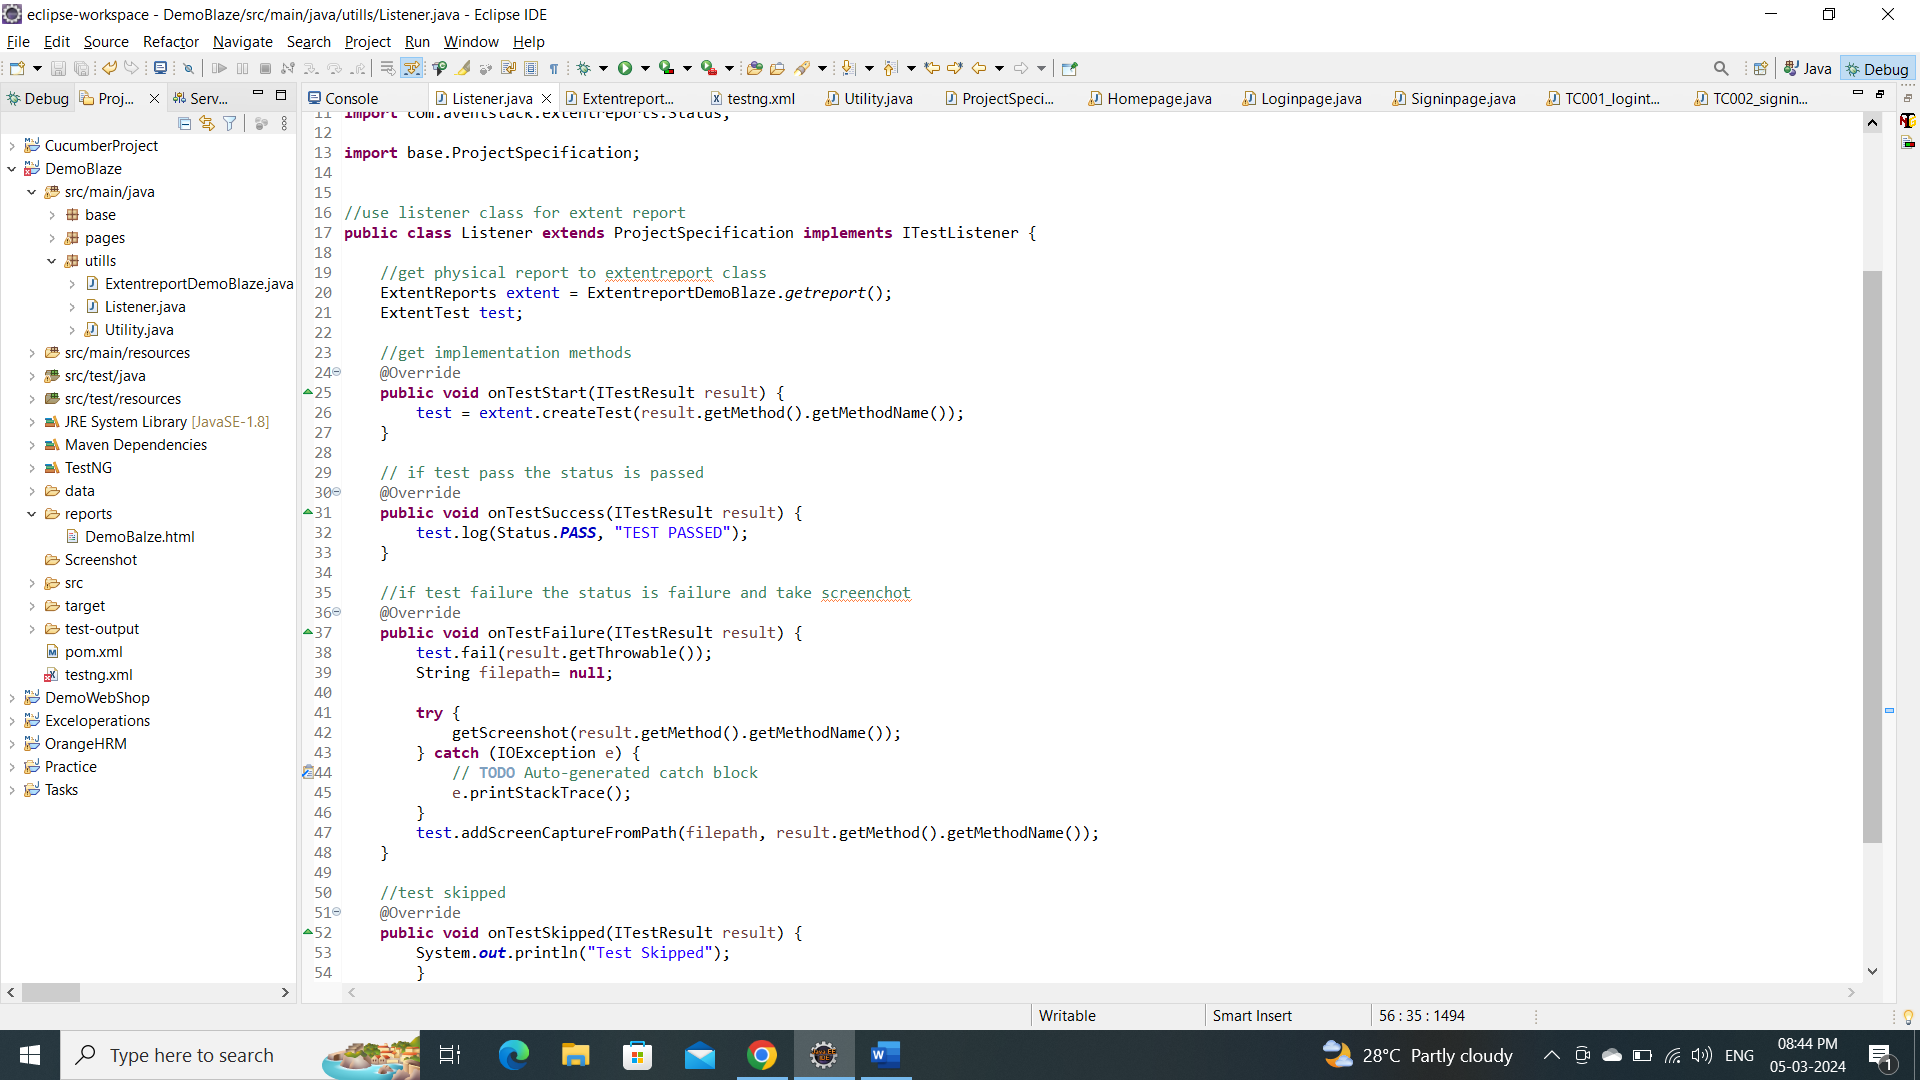 eclipse-workspace - DemoBlaze/src/main/java/utills/Listener.java - Eclipse IDE
File Edit Source Refactor Navigate Search Project Run Window Help
Java Debug
Debug Proj... Serv... Console Listener.java Extentreport... testng.xml Utility.java ProjectSpeci... Homepage.java Loginpage.java Signinpage.java TC001_logint... TC002_signin...
CucumberProject
DemoBlaze
src/main/java
base
pages
utills
ExtentreportDemoBlaze.java
Listener.java
Utility.java
src/main/resources
src/test/java
src/test/resources
JRE System Library [JavaSE-1.8]
Maven Dependencies
TestNG
data
reports
DemoBalze.html
Screenshot
src
target
test-output
pom.xml
testng.xml
DemoWebShop
Exceloperations
OrangeHRM
Practice
Tasks
11 import com.aventstack.extentreports.Status;
12
13 import base.ProjectSpecification;
14
15
16 //use listener class for extent report
17 public class Listener extends ProjectSpecification implements ITestListener {
18
19 //get physical report to extentreport class
20 ExtentReports extent = ExtentreportDemoBlaze.getreport();
21 ExtentTest test;
22
23 //get implementation methods
24 @Override
25 public void onTestStart(ITestResult result) {
26 test = extent.createTest(result.getMethod().getMethodName());
27 }
28
29 // if test pass the status is passed
30 @Override
31 public void onTestSuccess(ITestResult result) {
32 test.log(Status.PASS, "TEST PASSED");
33 }
34
35 //if test failure the status is failure and take screenchot
36 @Override
37 public void onTestFailure(ITestResult result) {
38 test.fail(result.getThrowable());
39 String filepath= null;
40
41 try {
42 getScreenshot(result.getMethod().getMethodName());
43 } catch (IOException e) {
44 // TODO Auto-generated catch block
45 e.printStackTrace();
46 }
47 test.addScreenCaptureFromPath(filepath, result.getMethod().getMethodName());
48 }
49
50 //test skipped
51 @Override
52 public void onTestSkipped(ITestResult result) {
53 System.out.println("Test Skipped");
54 }
Writable Smart Insert 56 : 35 : 1494
Type here to search
28°C Partly cloudy
ENG
08:44 PM
05-03-2024
1